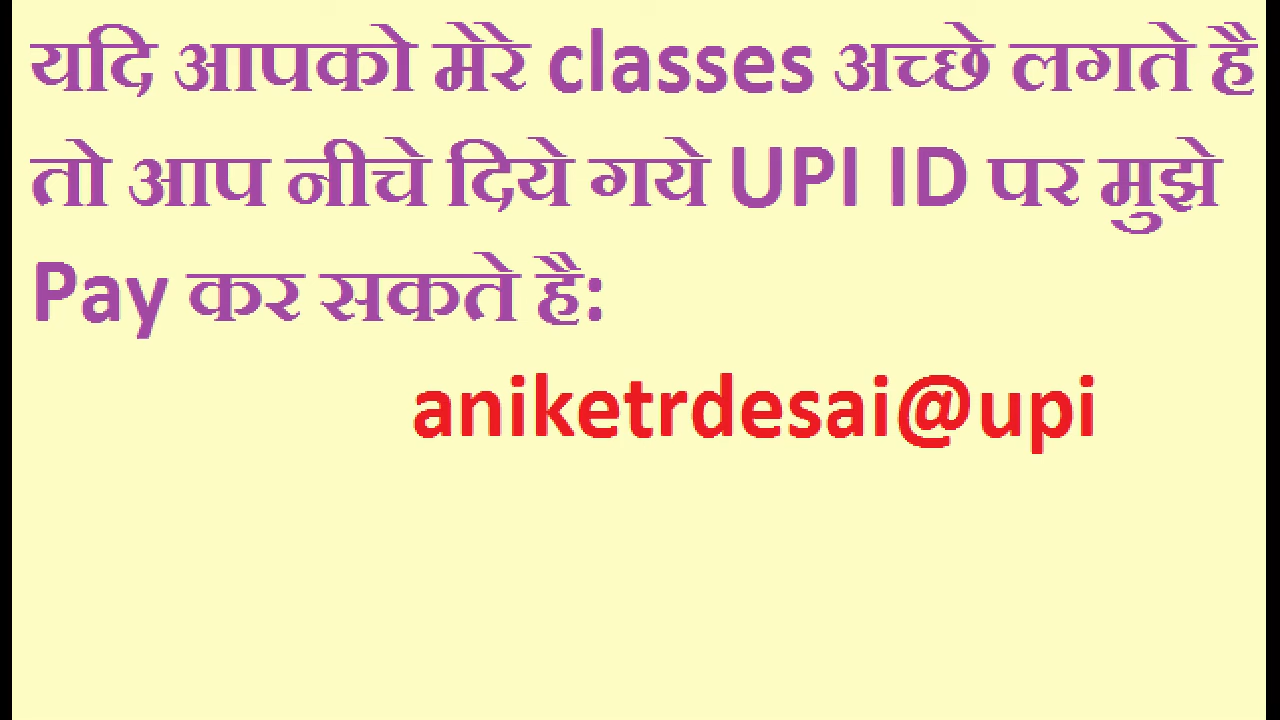 यदि आपको मेरे classes अच्छे लगते है
तो आप नीचे दिये गये UPI ID पर मुझे
Pay कर सकते है:
aniketrdesai@upi